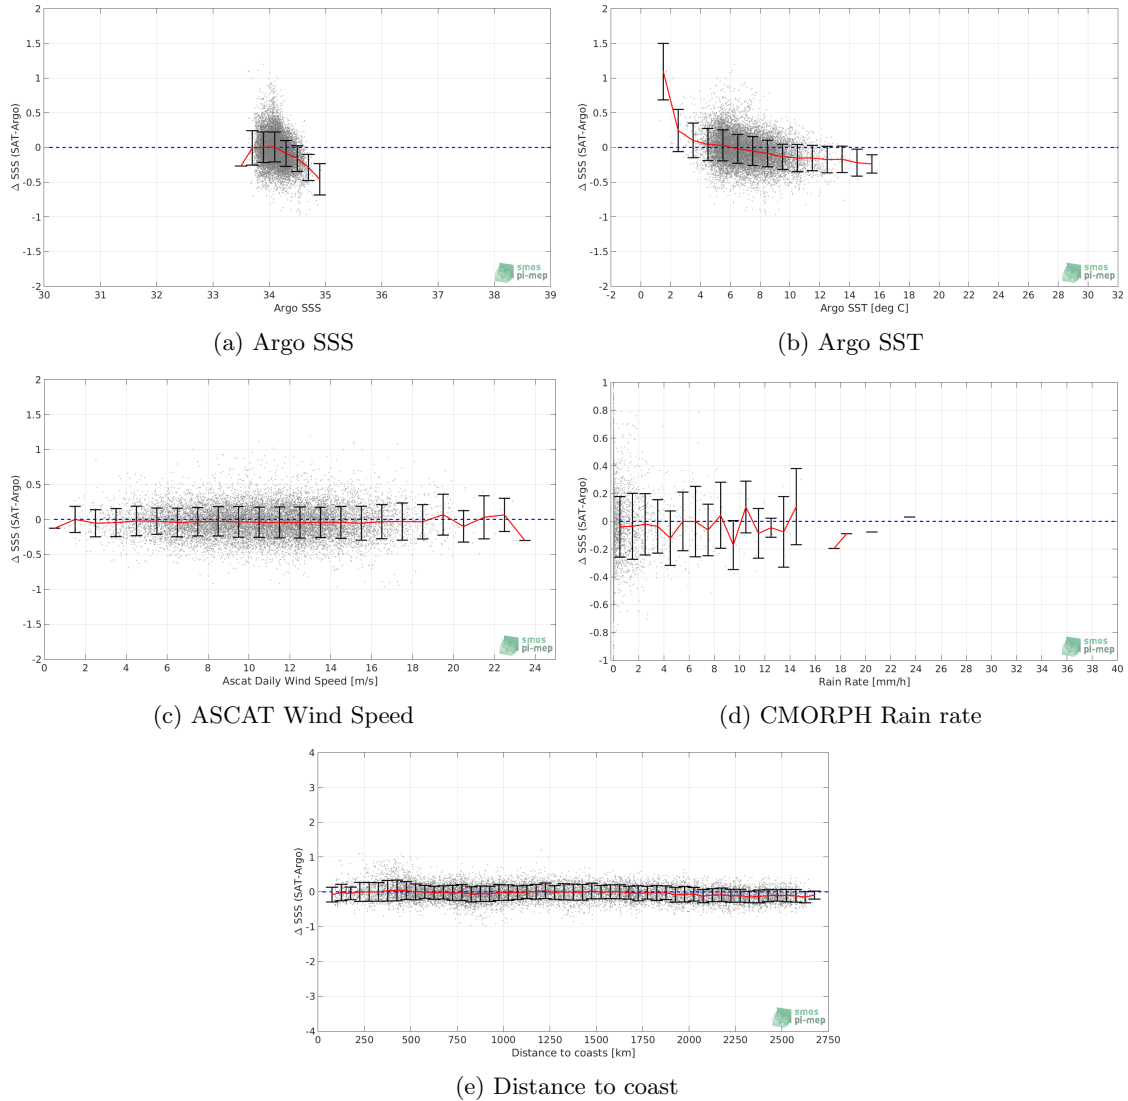 2
1.5
1
0.5
0
-0.5
-1
-1.5
-2
Δ SSS (SAT-Argo)
30 31 32 33 34 35 36 37 38 39
Argo SSS
smos
pi-mep
(a) Argo SSS
2
1.5
1
0.5
0
-0.5
-1
-1.5
-2
Δ SSS (SAT-Argo)
-2 0 2 4 6 8 10 12 14 16 18 20 22 24 26 28 30 32
Argo SST [deg C]
smos
pi-mep
(b) Argo SST
2
1.5
1
0.5
0
-0.5
-1
-1.5
-2
Δ SSS (SAT-Argo)
0 2 4 6 8 10 12 14 16 18 20 22 24
Ascat Daily Wind Speed [m/s]
smos
pi-mep
(c) ASCAT Wind Speed
1
0.8
0.6
0.4
0.2
0
-0.2
-0.4
-0.6
-0.8
-1
Δ SSS (SAT-Argo)
0 2 4 6 8 10 12 14 16 18 20 22 24 26 28 30 32 34 36 38 40
Rain Rate [mm/h]
smos
pi-mep
(d) CMORPH Rain rate
4
3
2
1
0
-1
-2
-3
-4
Δ SSS (SAT-Argo)
0 250 500 750 1000 1250 1500 1750 2000 2250 2500 2750
Distance to coasts [km]
smos
pi-mep
(e) Distance to coast